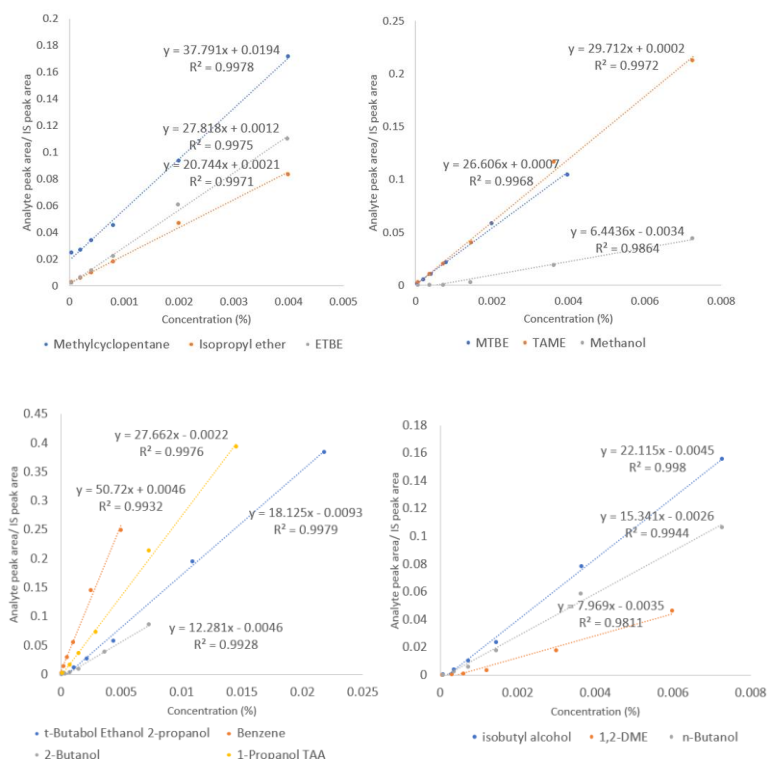 0.2
0.18
0.16
0.14
0.12
0.1
0.08
0.06
0.04
0.02
0
Analyte peak area/ IS peak area
y = 37.791x + 0.0194
R² = 0.9978
y = 27.818x + 0.0012
R² = 0.9975
y = 20.744x + 0.0021
R² = 0.9971
0 0.001 0.002 0.003 0.004 0.005
Concentration (%)
Methylcyclopentane Isopropyl ether ETBE
0.25
0.2
0.15
0.1
0.05
0
Analyte peak area/ IS peak area
y = 29.712x + 0.0002
R² = 0.9972
y = 26.606x + 0.0007
R² = 0.9968
y = 6.4436x - 0.0034
R² = 0.9864
0 0.002 0.004 0.006 0.008
Concentration (%)
MTBE TAME Methanol
0.45
0.4
0.35
0.3
0.25
0.2
0.15
0.1
0.05
0
Analyte peak area/ IS peak area
y = 27.662x - 0.0022
R² = 0.9976
y = 50.72x + 0.0046
R² = 0.9932
y = 18.125x - 0.0093
R² = 0.9979
y = 12.281x - 0.0046
R² = 0.9928
0 0.005 0.01 0.015 0.02 0.025
Concentration (%)
t-Butabol Ethanol 2-propanol Benzene
2-Butanol 1-Propanol TAA
0.18
0.16
0.14
0.12
0.1
0.08
0.06
0.04
0.02
0
Analyte peak area/ IS peak area
y = 22.115x - 0.0045
R² = 0.998
y = 15.341x - 0.0026
R² = 0.9944
y = 7.969x - 0.0035
R² = 0.9811
0 0.002 0.004 0.006 0.008
Concentration (%)
isobutyl alcohol 1,2-DME n-Butanol